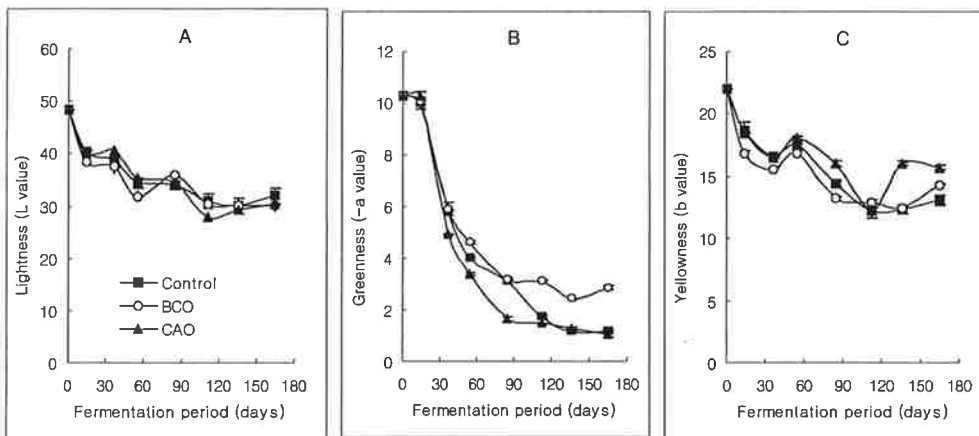 A
Lightness (L value)
60
50
40
30
20
10
0
Control
BCO
CAO
0 30 60 90 120 150 180
Fermentation period (days)
B
Greenness (-a value)
12
10
8
6
4
2
0
0 30 60 90 120 150 180
Fermentation period (days)
C
Yellowness (b value)
25
20
15
10
5
0
0 30 60 90 120 150 180
Fermentation period (days)